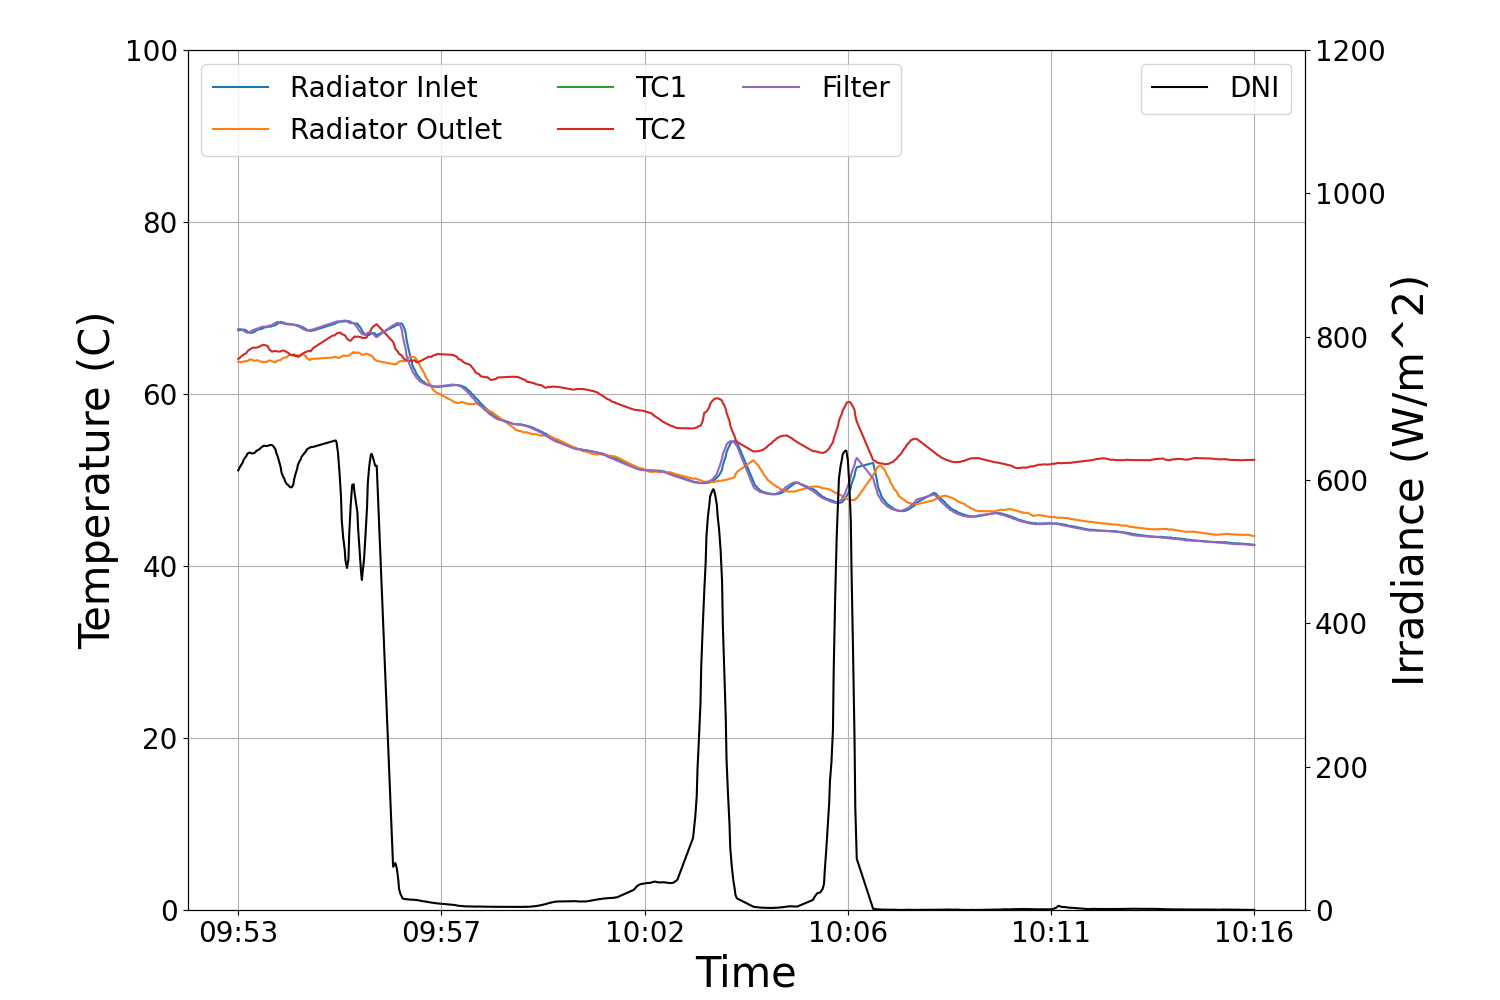 100
80
60
40
20
0
Temperature (C)
Radiator Inlet
Radiator Outlet
TC1
TC2
Filter
DNI
1200
1000
800
600
400
200
0
Irradiance (W/m^2)
09:53 09:57 10:02 10:06 10:11 10:16
Time